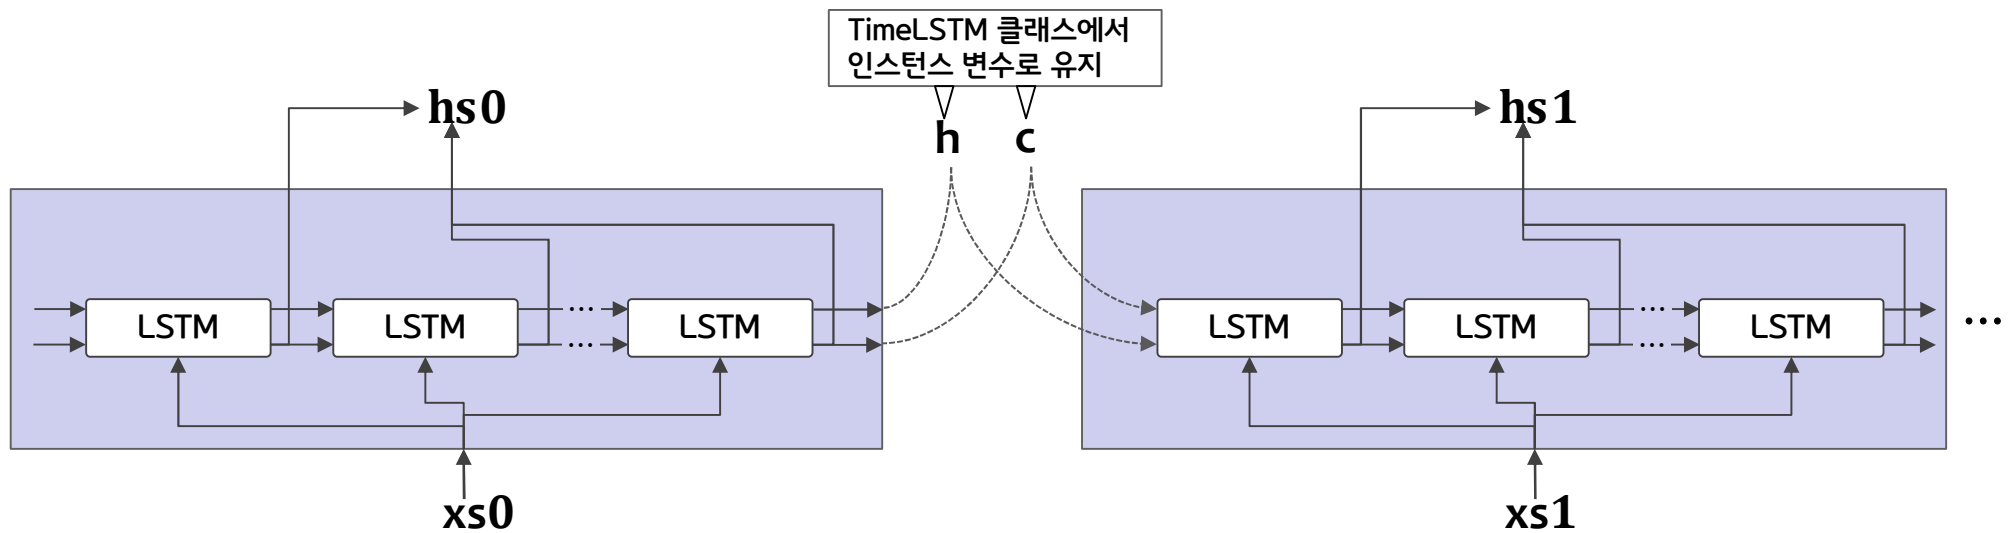 TimeLSTM 클래스에서
인스턴스 변수로 유지
hs0
h c
hs1
LSTM LSTM ... LSTM
...
LSTM LSTM ... LSTM
...
...
xs0
xs1